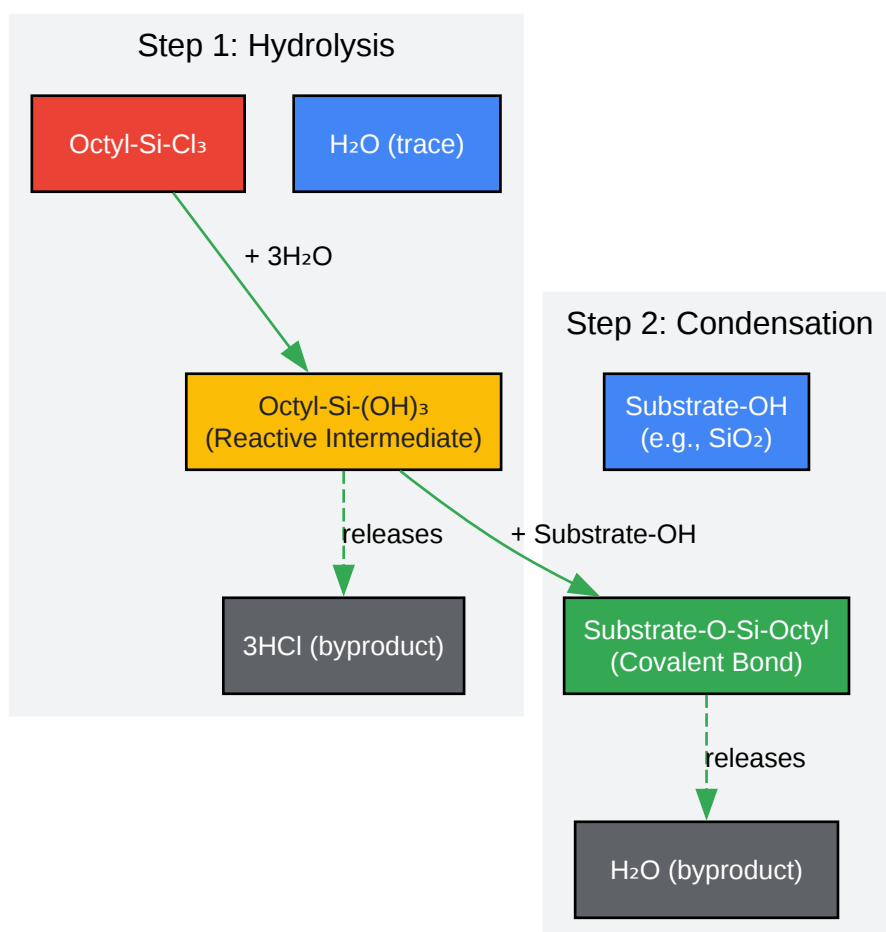 Step 1: Hydrolysis
Octyl-Si-Cl₃
H₂O (trace)
+ 3H₂O
Octyl-Si-(OH)₃
(Reactive Intermediate)
releases
3HCl (byproduct)
Step 2: Condensation
Substrate-OH
(e.g., SiO₂)
+ Substrate-OH
Substrate-O-Si-Octyl
(Covalent Bond)
releases
H₂O (byproduct)